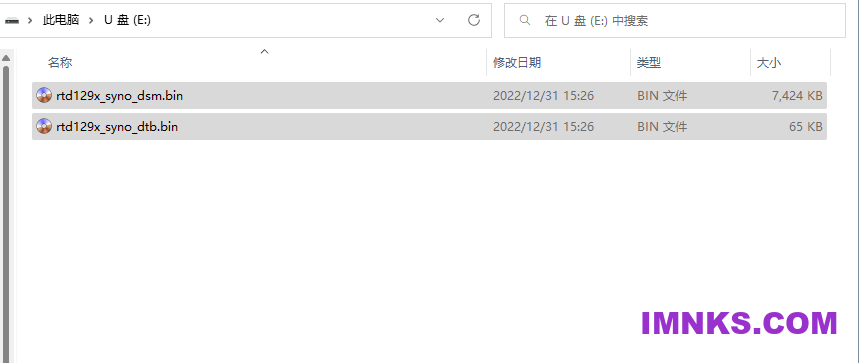 此电脑 > U 盘 (E:) 在 U 盘 (E:) 中搜索
名称 修改日期 类型 大小
rtd129x_syno_dsm.bin 2022/12/31 15:26 BIN 文件 7,424 KB
rtd129x_syno_dtb.bin 2022/12/31 15:26 BIN 文件 65 KB
IMNKS.COM